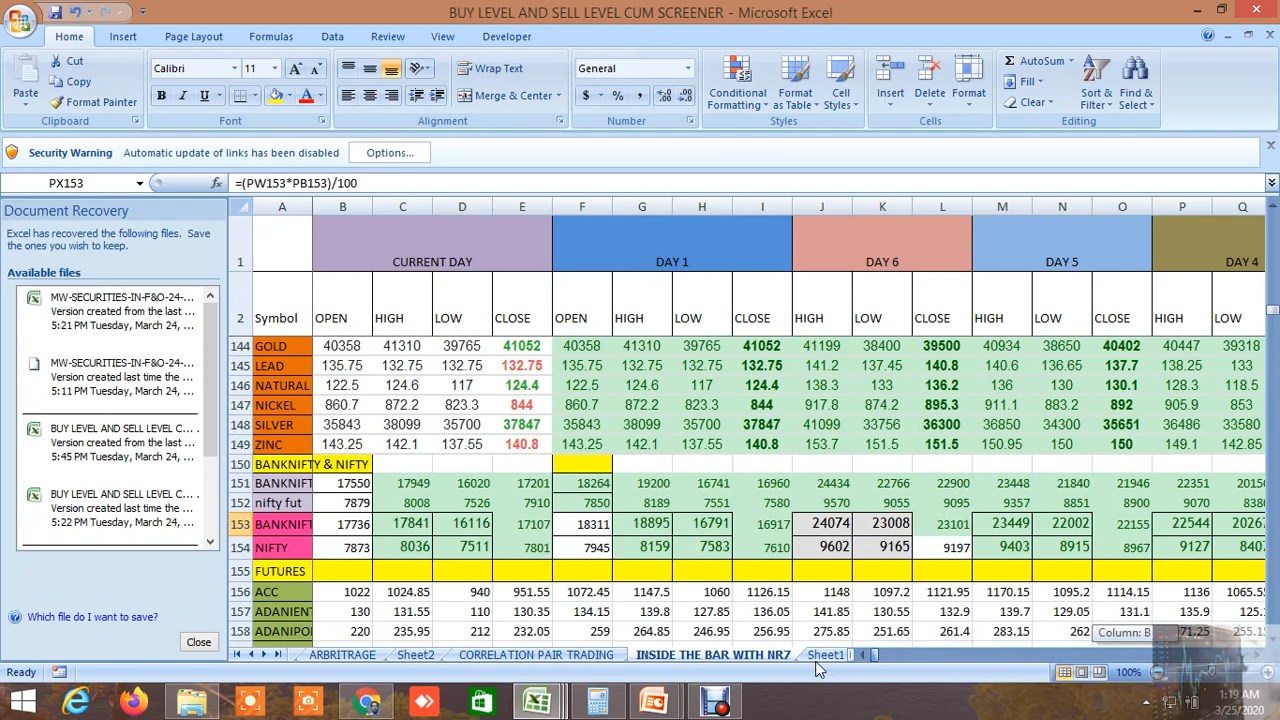 BUY LEVEL AND SELL LEVEL CUM SCREENER - Microsoft Excel
Home Insert Page Layout Formulas Data Review View Developer
Cut
Copy
Format Painter
Paste
Clipboard
Calibri 11
B I U
Font
Wrap Text
Merge & Center
Alignment
General
$ % ,
Number
Conditional Formatting
Format as Table
Cell Styles
Styles
Insert Delete Format
Cells
AutoSum
Fill
Clear
Sort & Filter
Find & Select
Editing
Security Warning Automatic update of links has been disabled Options...
PX153 fx =(PW153*PB153)/100
Document Recovery
Excel has recovered the following files. Save the ones you wish to keep.
Available files
MW-SECURITIES-IN-F&O-24-...
Version created from the last ...
5:21 PM Tuesday, March 24, ...
MW-SECURITIES-IN-F&O-24-...
Version created last time the ...
5:11 PM Tuesday, March 24, ...
BUY LEVEL AND SELL LEVEL C...
Version created from the last ...
5:45 PM Tuesday, March 24, ...
BUY LEVEL AND SELL LEVEL C...
Version created last time the ...
5:22 PM Tuesday, March 24, ...
Which file do I want to save?
Close
A B C D E F G H I J K L M N O P Q
1 CURRENT DAY DAY 1 DAY 6 DAY 5 DAY 4
2 Symbol OPEN HIGH LOW CLOSE OPEN HIGH LOW CLOSE HIGH LOW CLOSE HIGH LOW CLOSE HIGH LOW
144 GOLD 40358 41310 39765 41052 40358 41310 39765 41052 41199 38400 39500 40934 38650 40402 40447 39318
145 LEAD 135.75 132.75 132.75 132.75 135.75 132.75 132.75 132.75 141.2 137.45 140.8 140.6 136.65 137.7 138.25 133
146 NATURAL 122.5 124.6 117 124.4 122.5 124.6 117 124.4 138.3 133 136.2 136 130 130.1 128.3 118.5
147 NICKEL 860.7 872.2 823.3 844 860.7 872.2 823.3 844 917.8 874.2 895.3 911.1 883.2 892 905.9 853
148 SILVER 35843 38099 35700 37847 35843 38099 35700 37847 41099 33756 36300 36850 34300 35651 36486 33580
149 ZINC 143.25 142.1 137.55 140.8 143.25 142.1 137.55 140.8 153.7 151.5 151.5 150.95 150 150 149.1 142.85
150 BANKNIFTY & NIFTY
151 BANKNIFT 17550 17949 16020 17201 18264 19200 16741 16960 24434 22766 22900 23448 21840 21934 22351 2015
152 nifty fut 7879 8008 7526 7910 7850 8189 7551 7583 9570 9055 9095 9357 8851 8909 9070 838
153 BANKNIFT 17736 17841 16116 17107 18311 18895 16791 16917 24074 23008 23101 23449 22002 22155 22544 20267
154 NIFTY 7873 8036 7511 7801 7945 8159 7583 7610 9602 9165 9197 9403 8915 8967 9127 8407
155 FUTURES
156 ACC 1022 1024.85 940 951.55 1072.45 1147.5 1060 1126.15 1148 1097.2 1121.95 1170.15 1095.2 1114.15 1135.9 1065.55
157 ADANIENT 130 131.55 110 130.35 134.15 139.8 127.85 136.05 141.85 130.55 132.9 139.7 129.05 131.1 135.9 125.
158 ADANIPO 220 235.95 212 232.05 259 264.85 246.95 256.95 275.85 251.65 261.4 283.15 262 71.25 255.1
Column: B
ARBRITRAGE Sheet2 CORRELATION PAIR TRADING INSIDE THE BAR WITH NR7 Sheet1
Ready 100%
1:19 AM
3/25/2020